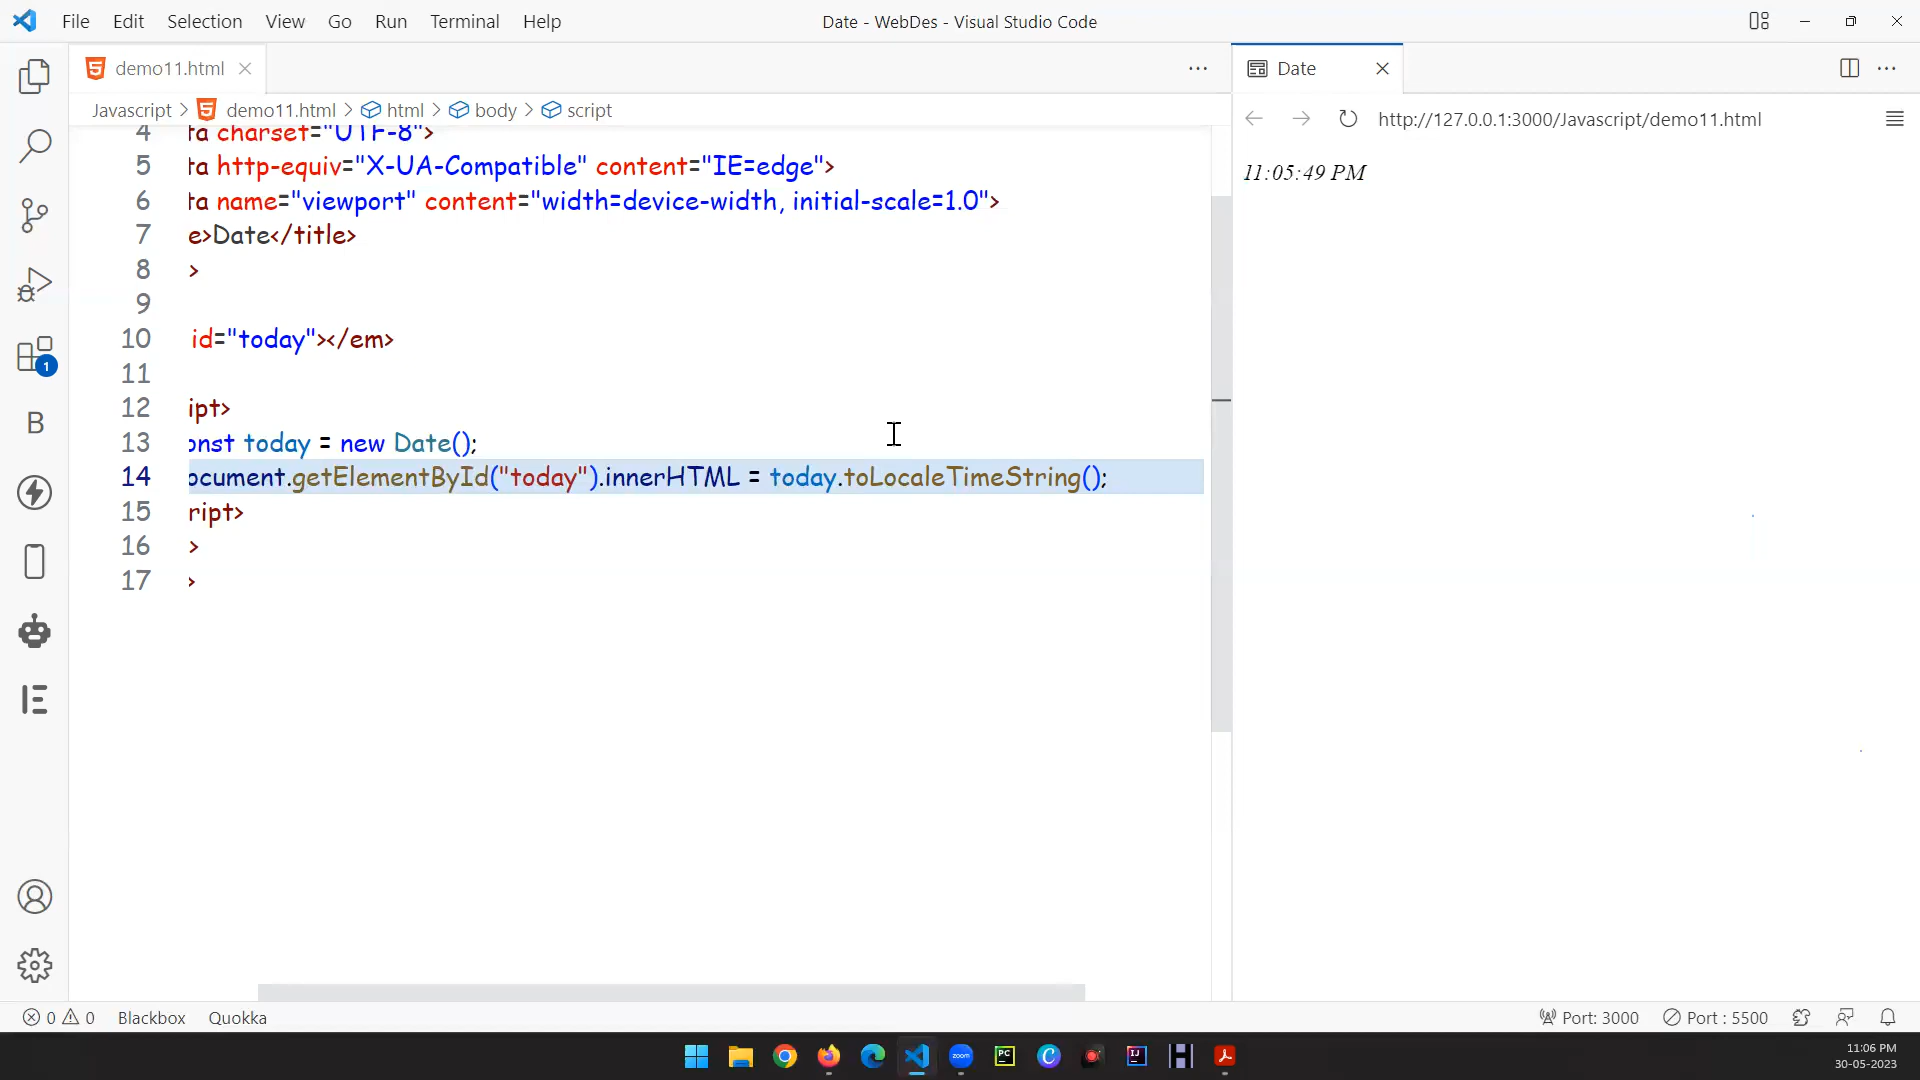 File Edit Selection View Go Run Terminal Help
Date - WebDes - Visual Studio Code
demo11.html
Date
Javascript > demo11.html > html > body > script
http://127.0.0.1:3000/Javascript/demo11.html
4 ta charset="UTF-8">
5 ta http-equiv="X-UA-Compatible" content="IE=edge">
6 ta name="viewport" content="width=device-width, initial-scale=1.0">
7 e>Date</title>
8 >
9
10 id="today"></em>
11
12 ipt>
13 onst today = new Date();
14 ocument.getElementById("today").innerHTML = today.toLocaleTimeString();
15 ript>
16 >
17 >
11:05:49 PM
1
B
0 0 Blackbox Quokka
Port: 3000 Port : 5500
zoom
PC
IJ
11:06 PM
30-05-2023